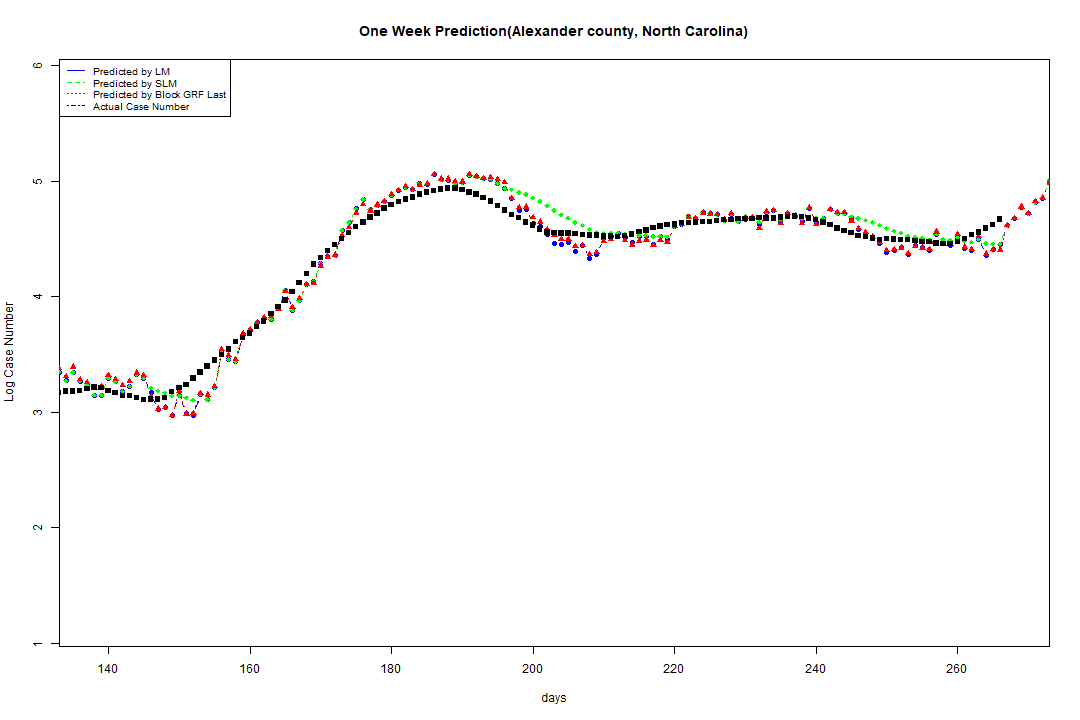 One Week Prediction(Alexander county, North Carolina)
6
Predicted by LM
Predicted by SLM
Predicted by Block GRF Last
Actual Case Number
5
4
3
2
1
Log Case Number
140 160 180 200 220 240 260
days